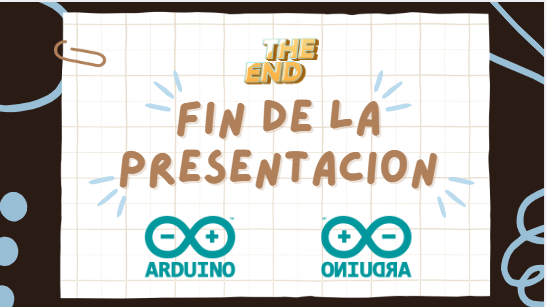 THE
END
FIN DE LA
PRESENTACION
ARDUINO
ARDUINO